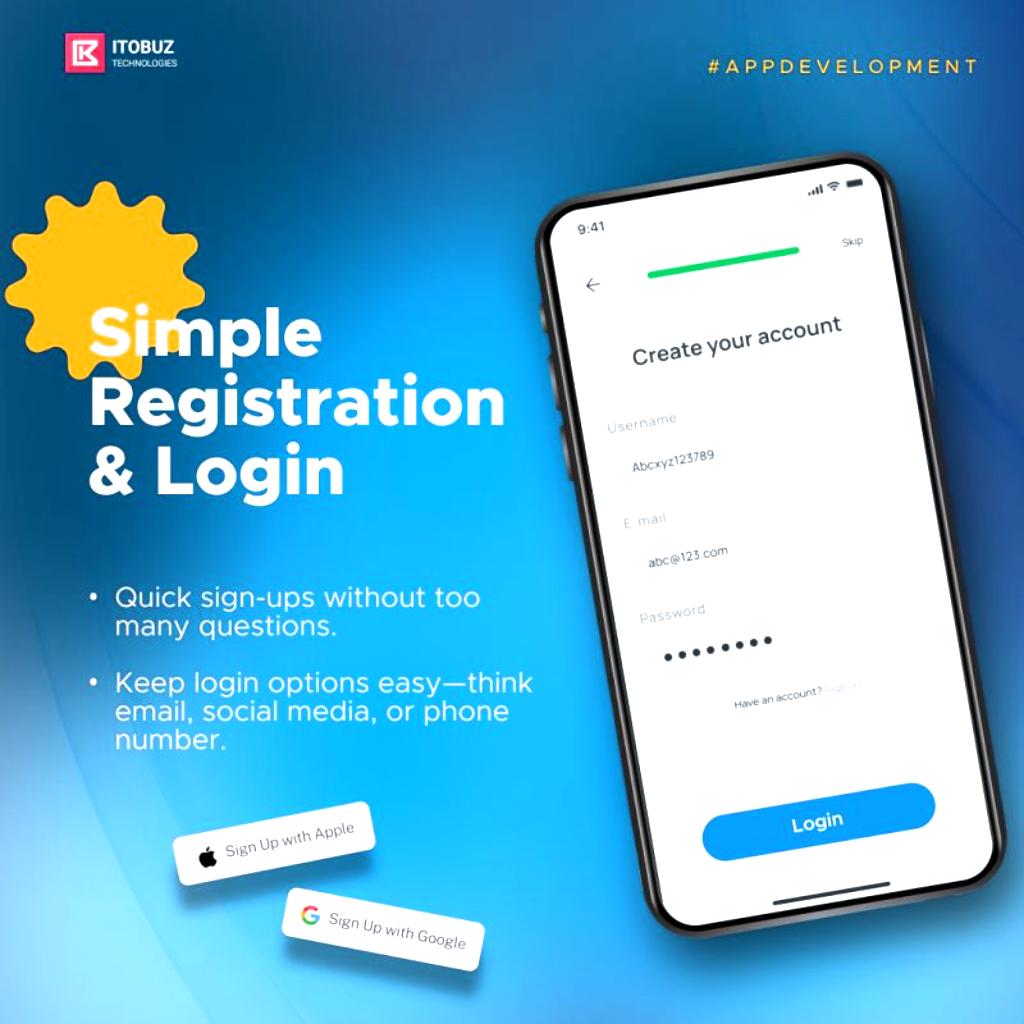 ITOBUZ
TECHNOLOGIES
#APPDEVELOPMENT
Simple
Registration
& Login
• Quick sign-ups without too
many questions.
• Keep login options easy—think
email, social media, or phone
number.
Sign Up with Apple
Sign Up with Google
9:41
Skip
Create your account
Username
Abcxyz123789
E-mail
abc@123.com
Password
Have an account? Sign in
Login